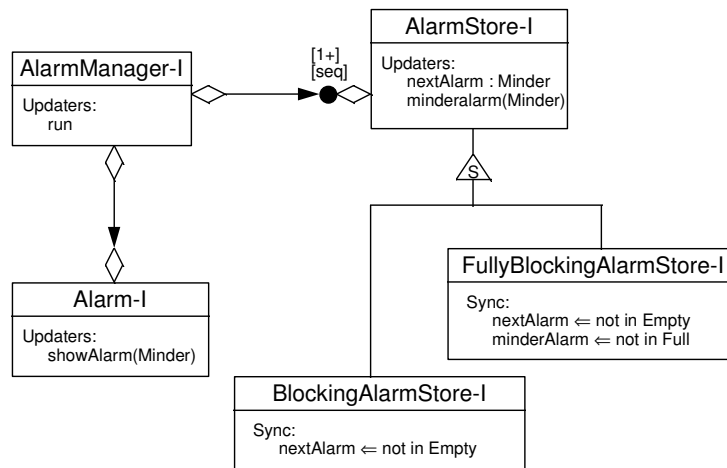 AlarmStore-I
Updaters:
nextAlarm : Minder
minderalarm(Minder)
[1+]
[seq]
AlarmManager-I
Updaters:
run
S
Alarm-I
Updaters:
showAlarm(Minder)
FullyBlockingAlarmStore-I
Sync:
nextAlarm ⇐ not in Empty
minderAlarm ⇐ not in Full
BlockingAlarmStore-I
Sync:
nextAlarm ⇐ not in Empty